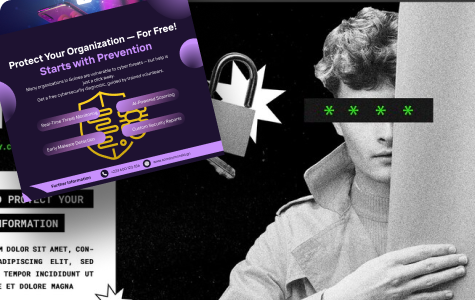 Protect Your Organization — For Free!
Starts with Prevention
Many organizations in Guinea are vulnerable to cyber threats — but help is
just a click away.
Get a free cybersecurity diagnostic, guided by trained volunteers.
Real-Time Threat Monitoring
AI-Powered Scanning
Early Malware Detection
Custom Security Reports
Further Information
* * * *
PROTECT YOUR
INFORMATION
DOLOR SIT AMET, CON-
ADIPISCING ELIT, SED
TEMPOR INCIDIDUNT UT
ET DOLORE MAGNA